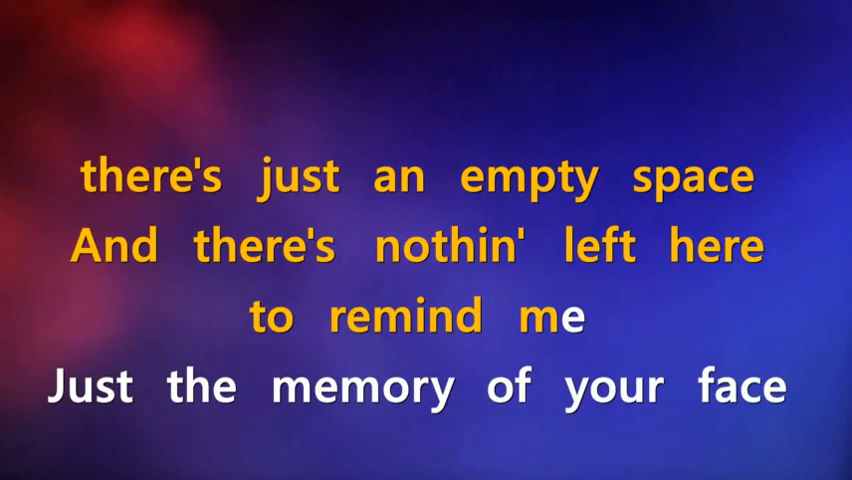 there's just an empty space
And there's nothin' left here
to remind me
Just the memory of your face